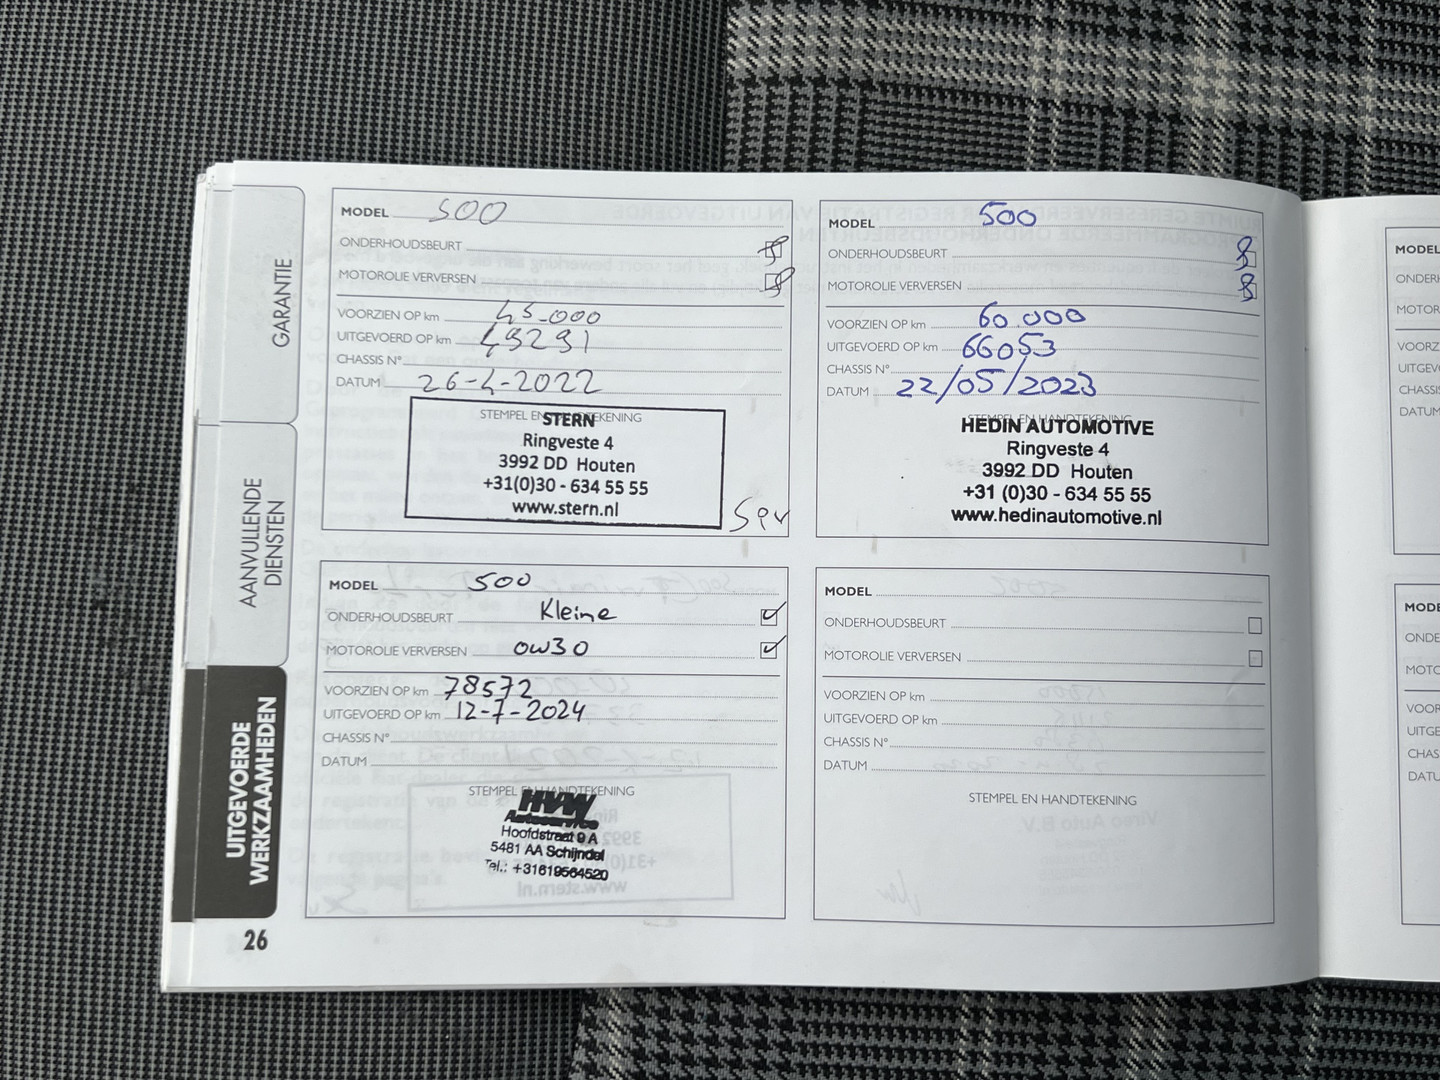 GARANTIE
AANVULLENDE
DIENSTEN
UITGEVOERDE
WERKZAAMHEDEN
26
MODEL 500
ONDERHOUDSBEURT
MOTOROLIE VERVERSEN
VOORZIEN OP km 45.000
UITGEVOERD OP km 49291
CHASSIS N°
DATUM 26-4-2022
STEMPEL EN HANDTEKENING
STERN
Ringveste 4
3992 DD Houten
+31(0)30 - 634 55 55
www.stern.nl
MODEL 500
ONDERHOUDSBEURT
MOTOROLIE VERVERSEN
VOORZIEN OP km 60.000
UITGEVOERD OP km 66053
CHASSIS N°
DATUM 22/05/2023
STEMPEL EN HANDTEKENING
HEDIN AUTOMOTIVE
Ringveste 4
3992 DD Houten
+31 (0)30 - 634 55 55
www.hedinautomotive.nl
MODEL 500
ONDERHOUDSBEURT Kleine
MOTOROLIE VERVERSEN 0W30
VOORZIEN OP km 78572
UITGEVOERD OP km 12-7-2024
CHASSIS N°
DATUM
STEMPEL EN HANDTEKENING
HVW
Autoservice
Hoofdstraat 9 A
5481 AA Schijndel
Tel.: +31619564520
MODEL
ONDERHOUDSBEURT
MOTOROLIE VERVERSEN
VOORZIEN OP km
UITGEVOERD OP km
CHASSIS N°
DATUM
STEMPEL EN HANDTEKENING
MODEL